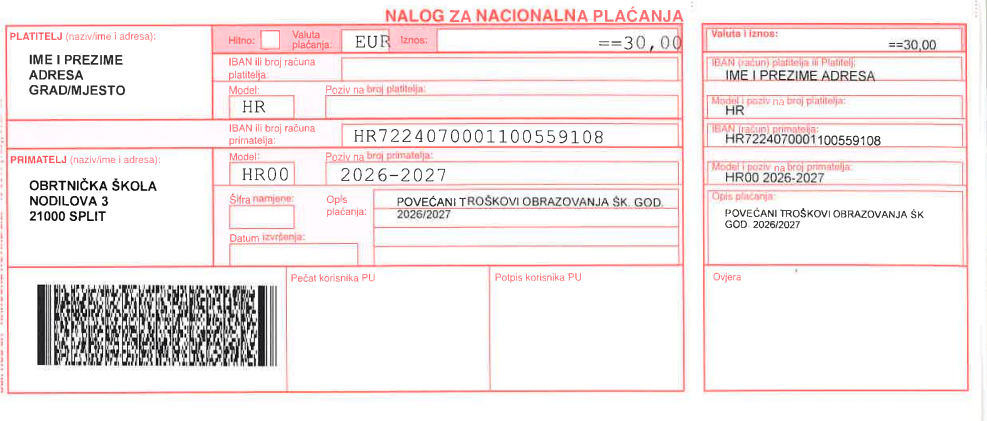 NALOG ZA NACIONALNA PLAĆANJA
PLATITELJ (naziv/ime i adresa):
IME I PREZIME
ADRESA
GRAD/MJESTO
Hitno:
Valuta plaćanja:
EUR
Iznos:
==30,00
IBAN ili broj računa platitelja:
Model:
HR
Poziv na broj platitelja:
IBAN ili broj računa primatelja:
HR7224070001100559108
PRIMATELJ (naziv/ime i adresa):
OBRTNIČKA ŠKOLA
NODILOVA 3
21000 SPLIT
Model:
HR00
Poziv na broj primatelja:
2026-2027
Šifra namjene:
Opis plaćanja:
POVEĆANI TROŠKOVI OBRAZOVANJA ŠK. GOD.
2026/2027
Datum izvršenja:
Pečat korisnika PU
Potpis korisnika PU
Valuta i iznos:
==30,00
IBAN (račun) platitelja ili Platitelj:
IME I PREZIME ADRESA
Model i poziv na broj platitelja:
HR
IBAN (račun) primatelja:
HR7224070001100559108
Model i poziv na broj primatelja:
HR00 2026-2027
Opis plaćanja:
POVEĆANI TROŠKOVI OBRAZOVANJA ŠK
GOD. 2026/2027
Ovjera